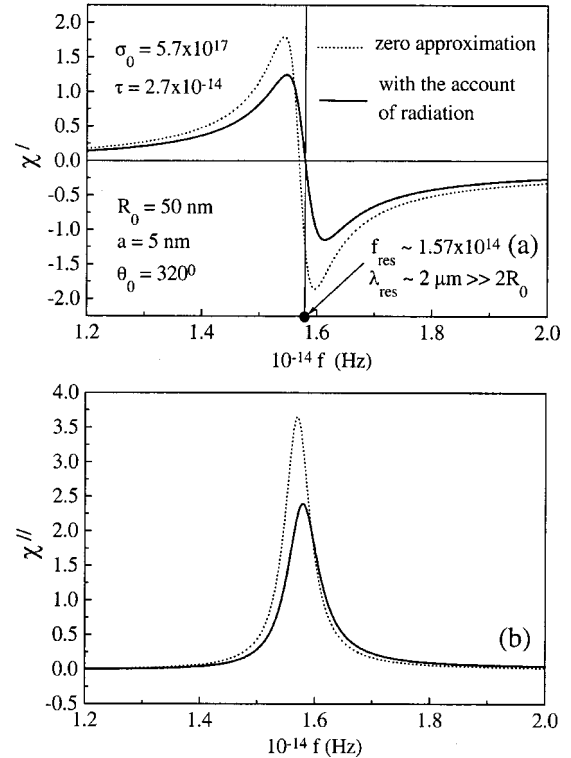 2.0
1.5
1.0
0.5
0.0
-0.5
-1.0
-1.5
-2.0
χ/
σ0 = 5.7x10^17
τ = 2.7x10^-14
zero approximation
with the account
of radiation
R0 = 50 nm
a = 5 nm
θ0 = 320^0
fres ~ 1.57x10^14 (a)
λres ~ 2 μm >> 2R0
1.2 1.4 1.6 1.8 2.0
10^-14 f (Hz)
4.0
3.5
3.0
2.5
2.0
1.5
1.0
0.5
0.0
-0.5
χ//
(b)
1.2 1.4 1.6 1.8 2.0
10^-14 f (Hz)